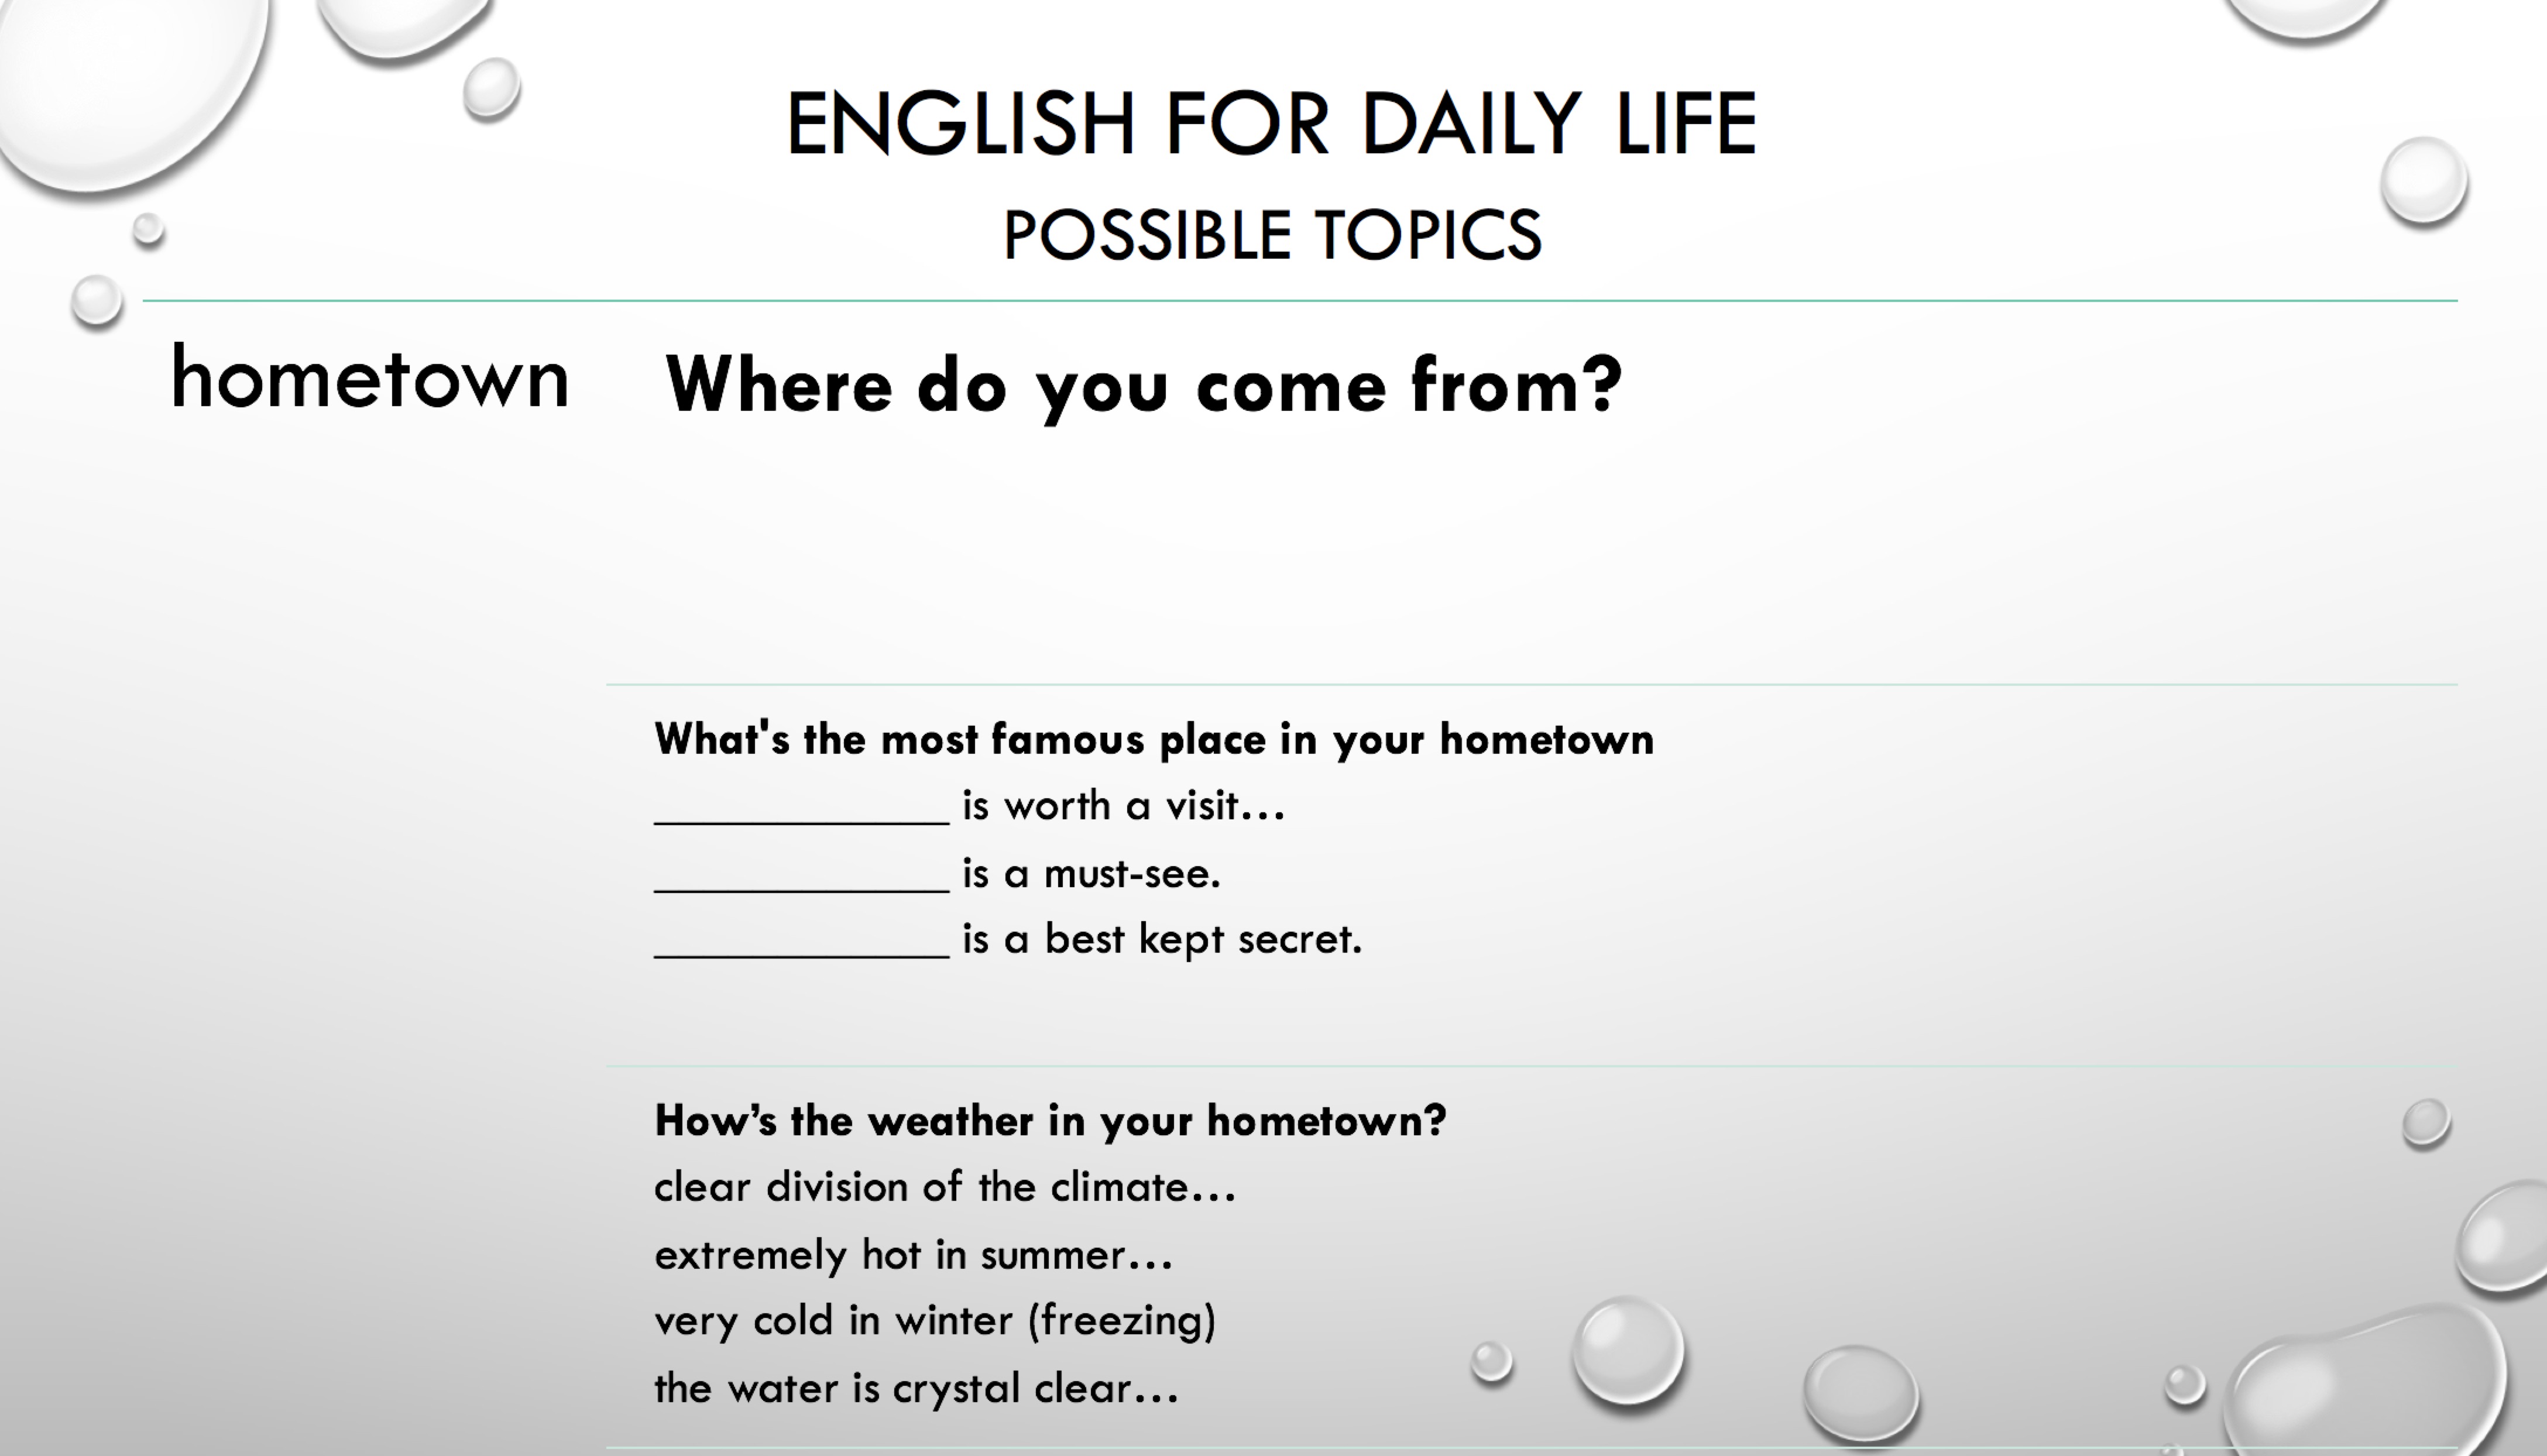 ENGLISH FOR DAILY LIFE
POSSIBLE TOPICS
hometown
Where do you come from?
What's the most famous place in your hometown
______________ is worth a visit…
______________ is a must-see.
______________ is a best kept secret.
How’s the weather in your hometown?
clear division of the climate…
extremely hot in summer…
very cold in winter (freezing)
the water is crystal clear…